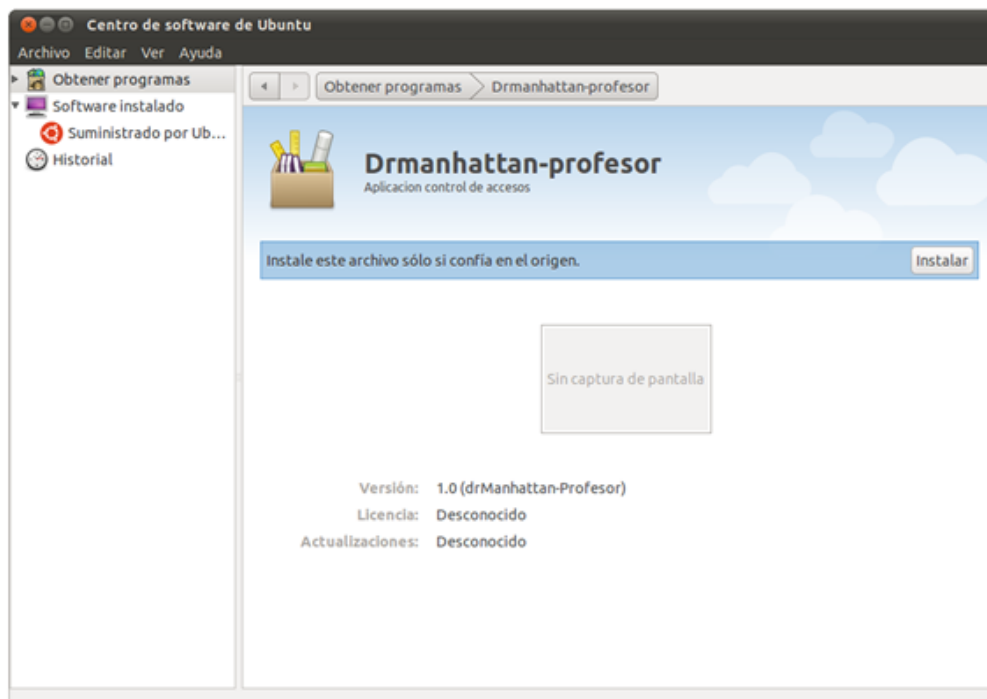 Centro de software de Ubuntu
Archivo Editar Ver Ayuda
Obtener programas
Software instalado
Suministrado por Ub...
Historial
Obtener programas Drmanhattan-profesor
Drmanhattan-profesor
Aplicacion control de accesos
Instale este archivo sólo si confía en el origen. Instalar
Sin captura de pantalla
Versión: 1.0 (drManhattan-Profesor)
Licencia: Desconocido
Actualizaciones: Desconocido